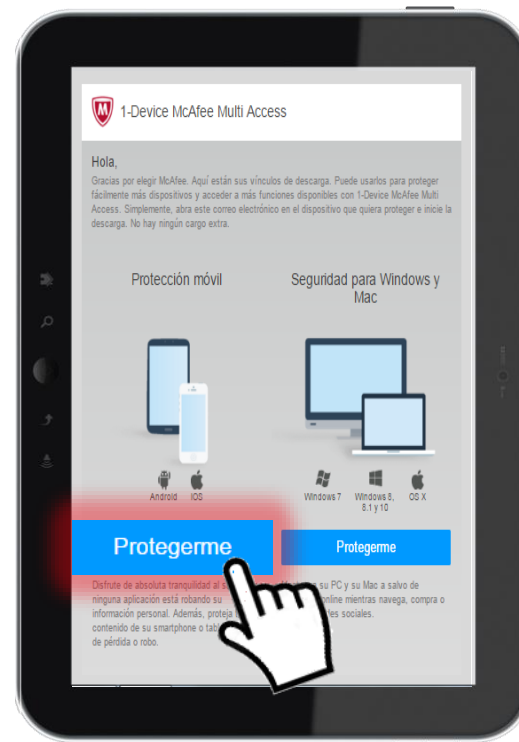 1-Device McAfee Multi Access
Hola,
Gracias por elegir McAfee. Aquí están sus vínculos de descarga. Puede usarlos para proteger
fácilmente más dispositivos y acceder a más funciones disponibles con 1-Device McAfee Multi
Access. Simplemente, abra este correo electrónico en el dispositivo que quiera proteger e inicie la
descarga. No hay ningún cargo extra.
Protección móvil
Seguridad para Windows y
Mac
Android
iOS
Windows 7
Windows 8,
8.1 y 10
OS X
Protegerme
Protegerme
Disfrute de absoluta tranquilidad al
ninguna aplicación está robando su
información personal. Además, proteja
contenido de su smartphone o
de pérdida o robo.
su PC y su Mac a salvo de
online mientras navega, compra o
sociales.